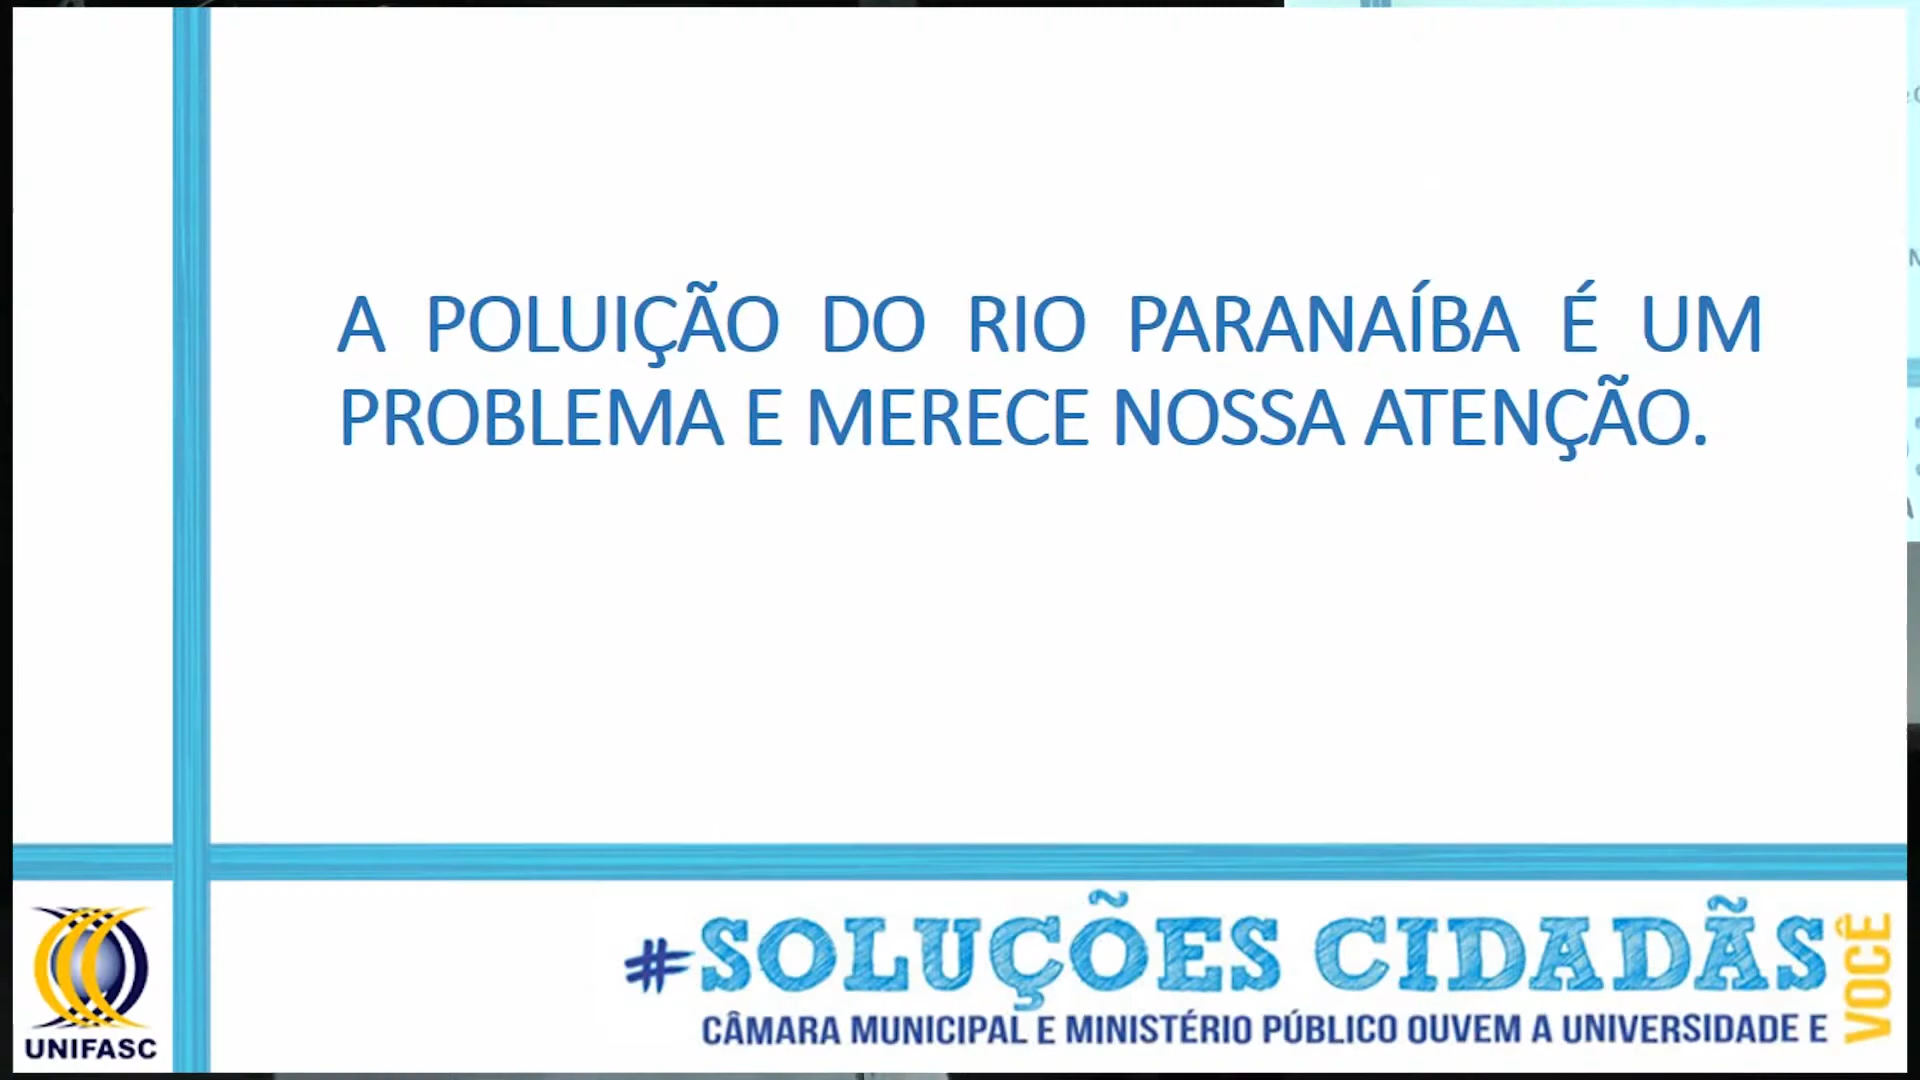 A POLUIÇÃO DO RIO PARANAÍBA É UM
PROBLEMA E MERECE NOSSA ATENÇÃO.
#SOLUÇÕES CIDADÃS
CÂMARA MUNICIPAL E MINISTÉRIO PÚBLICO OUVEM A UNIVERSIDADE E
VOCÊ
UNIFASC